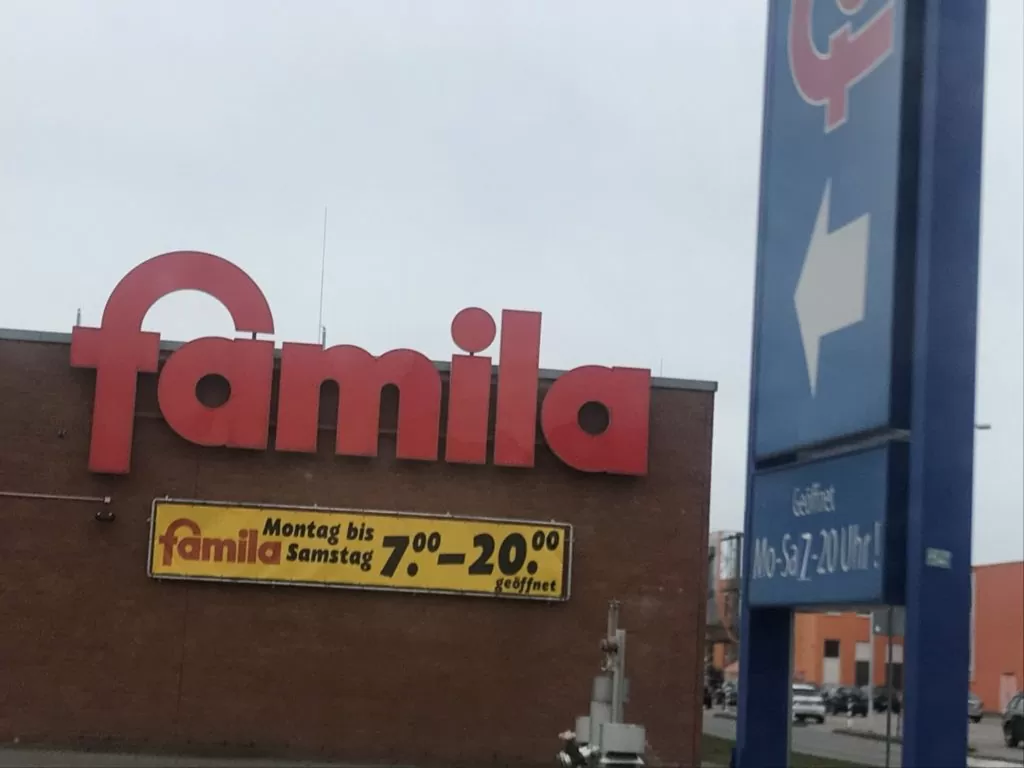 famila
famila
Montag bis
Samstag
7.00–20.00
geöffnet
Geöffnet
Mo-Sa 7-20 Uhr!